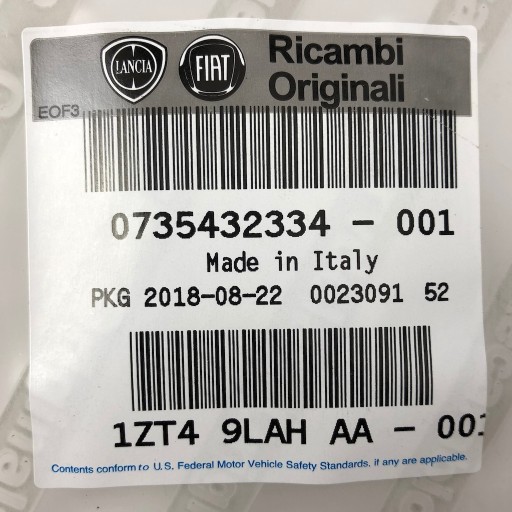 LANCIA FIAT Ricambi
Originali
EOF3
0735432334 - 001
Made in Italy
PKG 2018-08-22 0023091 52
1ZT4 9LAH AA - 001
Contents conform to U.S. Federal Motor Vehicle Safety Standards, if any are applicable.